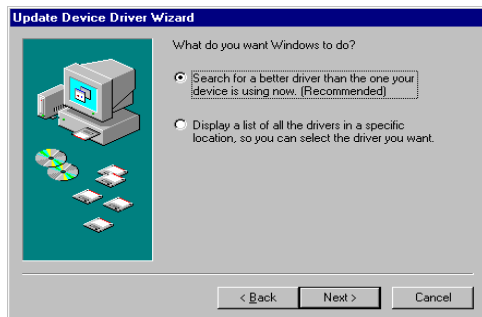 Update Device Driver Wizard
What do you want Windows to do?
Search for a better driver than the one your
device is using now. (Recommended)
Display a list of all the drivers in a specific
location, so you can select the driver you want.
< Back Next > Cancel